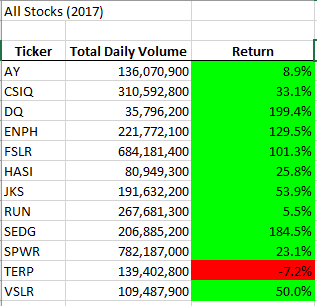 All Stocks (2017)
Ticker Total Daily Volume Return
AY 136,070,900 8.9%
CSIQ 310,592,800 33.1%
DQ 35,796,200 199.4%
ENPH 221,772,100 129.5%
FSLR 684,181,400 101.3%
HASI 80,949,300 25.8%
JKS 191,632,200 53.9%
RUN 267,681,300 5.5%
SEDG 206,885,200 184.5%
SPWR 782,187,000 23.1%
TERP 139,402,800 -7.2%
VSLR 109,487,900 50.0%